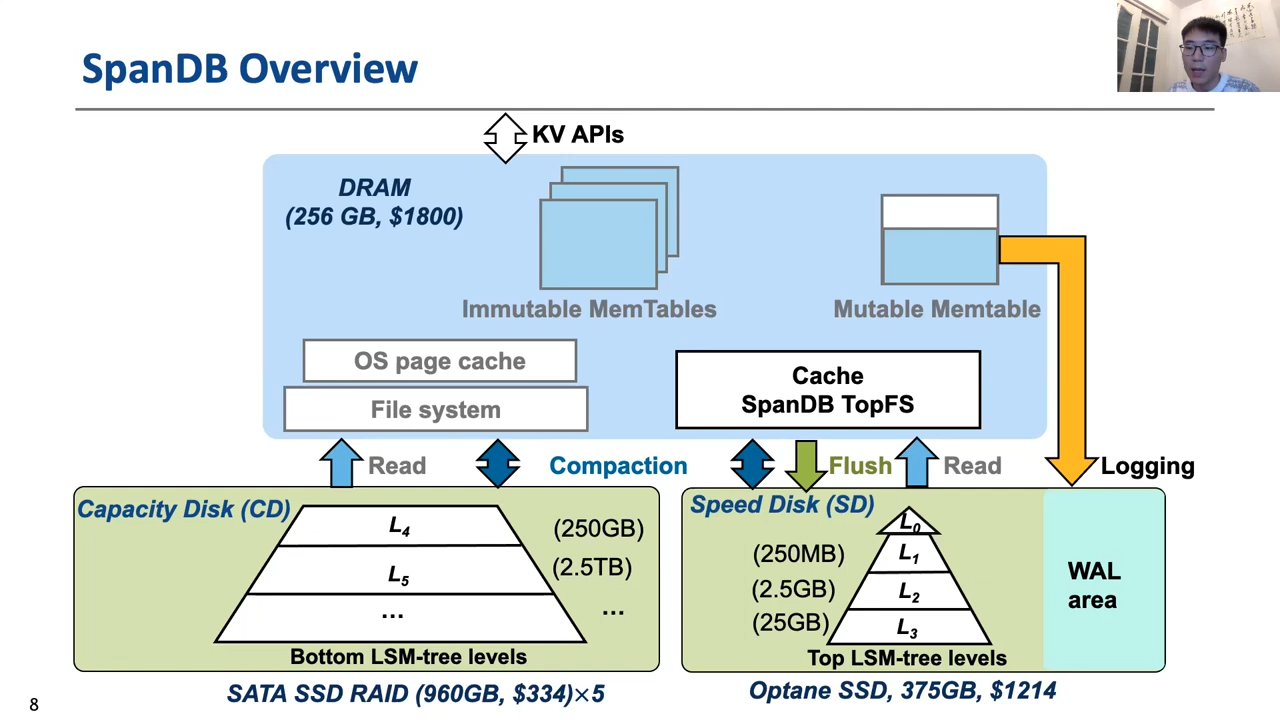 SpanDB Overview
KV APIs
DRAM
(256 GB, $1800)
Immutable MemTables
Mutable Memtable
OS page cache
File system
Cache
SpanDB TopFS
Read
Compaction
Flush
Read
Logging
Capacity Disk (CD)
L4
(250GB)
L5
(2.5TB)
...
...
Bottom LSM-tree levels
SATA SSD RAID (960GB, $334)×5
Speed Disk (SD)
L0
(250MB)
L1
(2.5GB)
L2
(25GB)
L3
Top LSM-tree levels
WAL
area
Optane SSD, 375GB, $1214
8